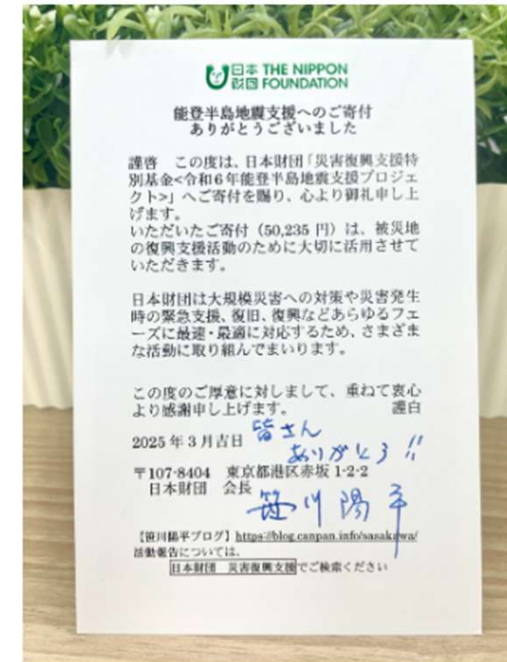 日本財団 THE NIPPON FOUNDATION
能登半島地震支援へのご寄付
ありがとうございました
謹啓　この度は、日本財団「災害復興支援特
別基金<令和６年能登半島地震支援プロジェ
クト>」へご寄付を賜り、心より御礼申し上
げます。
いただいたご寄付（50,235 円）は、被災地
の復興支援活動のために大切に活用させて
いただきます。
日本財団は大規模災害への対策や災害発生
時の緊急支援、復旧、復興などあらゆるフェ
ーズに最速・最適に対応するため、さまざま
な活動に取り組んでまいります。
この度のご厚意に対しまして、重ねて衷心
より感謝申し上げます。　謹白
皆さん
2025 年 3 月吉日
ありがとう!!
〒107-8404　東京都港区赤坂 1-2-2
日本財団　会長 笹川陽平
【笹川陽平ブログ】https://blog.canpan.info/sasakawa/
活動報告については、
日本財団　災害復興支援でご検索ください